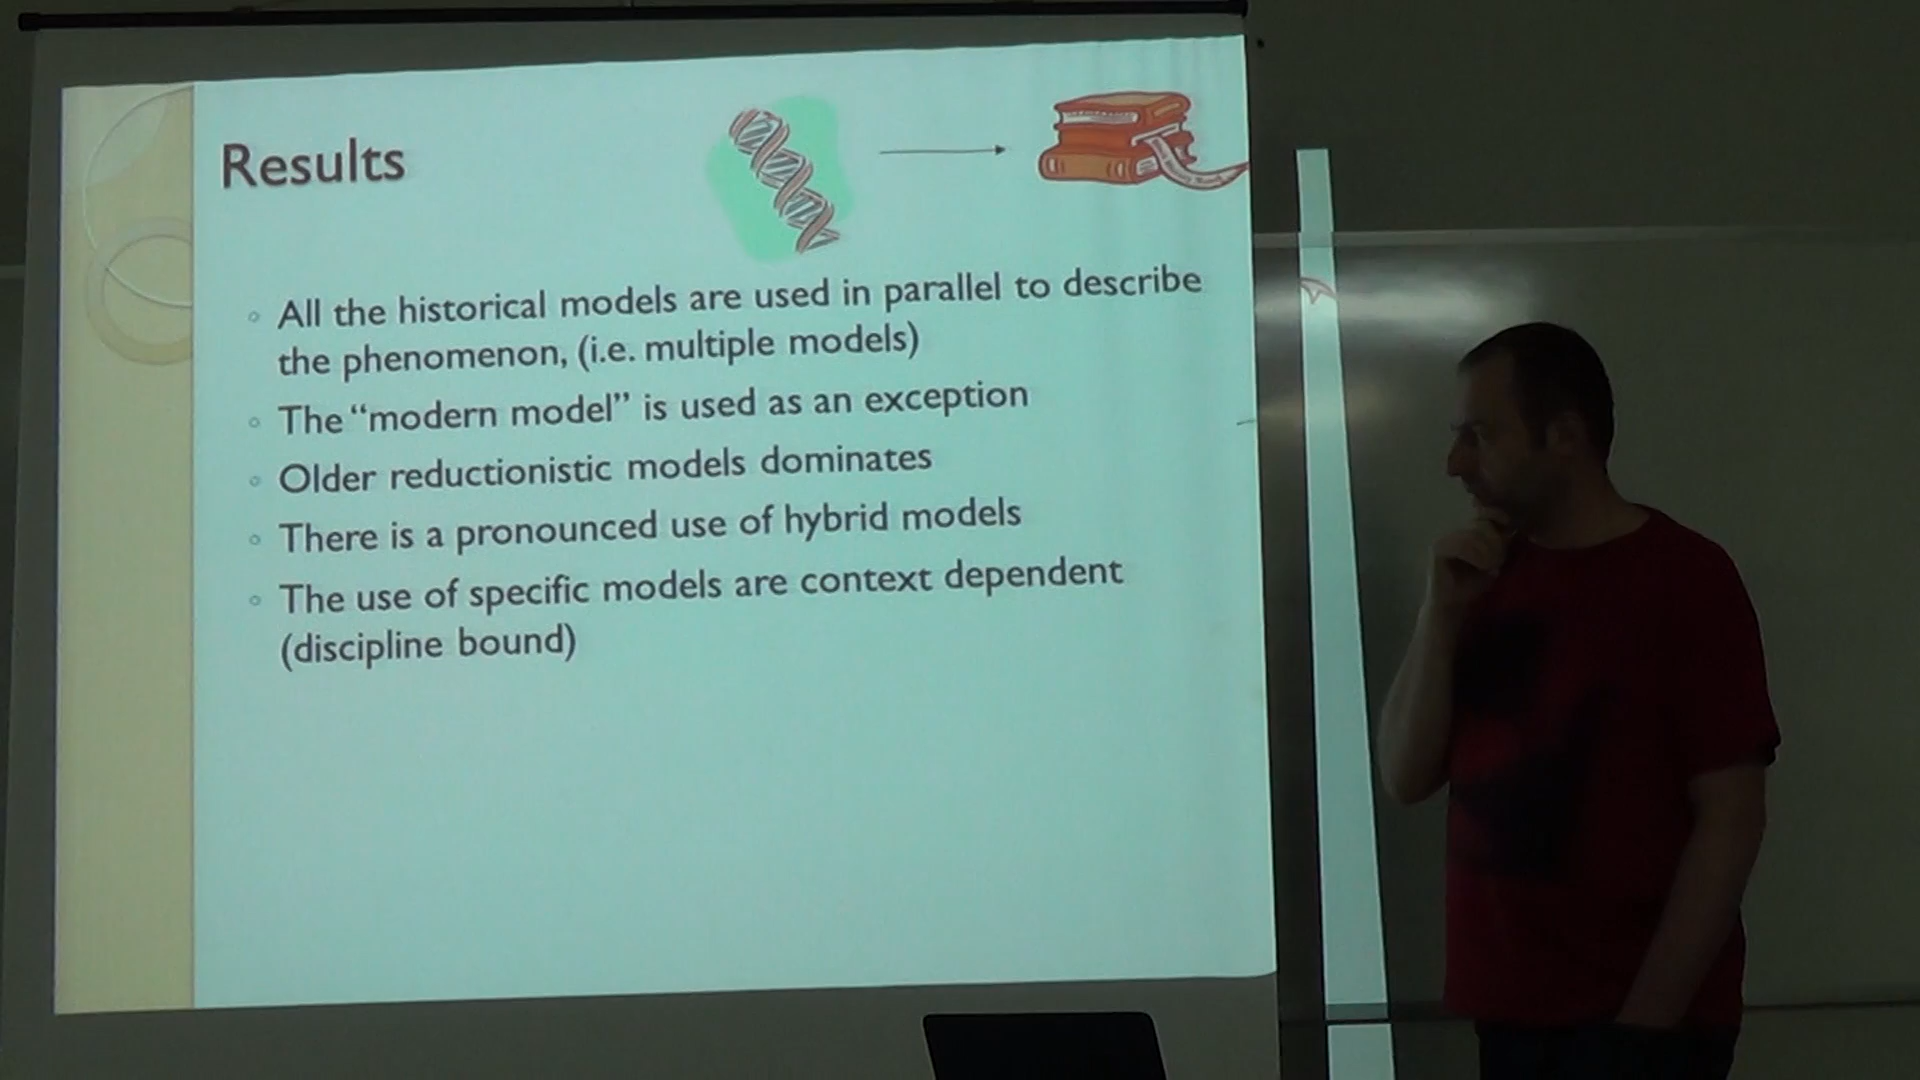 Results
All the historical models are used in parallel to describe
the phenomenon, (i.e. multiple models)
The “modern model” is used as an exception
Older reductionistic models dominates
There is a pronounced use of hybrid models
The use of specific models are context dependent
(discipline bound)